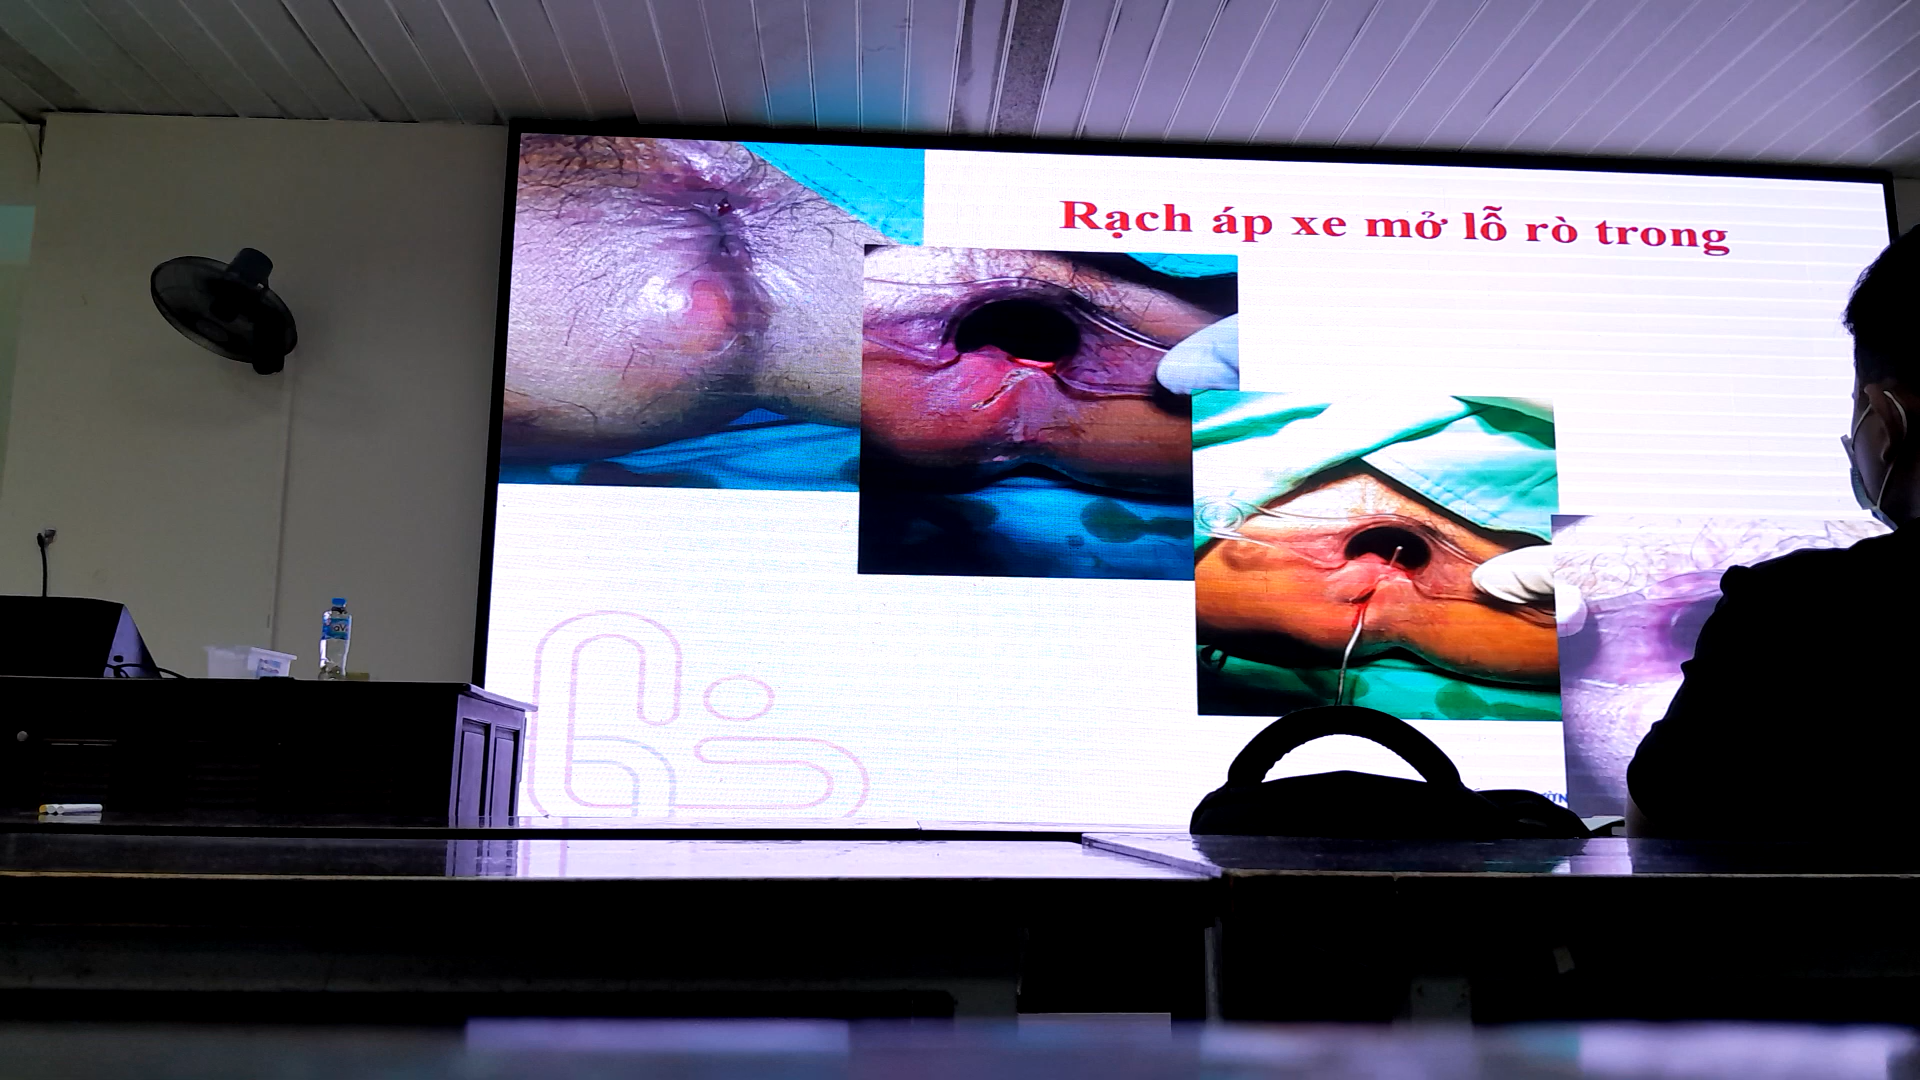 Rạch áp xe mở lỗ rò trong